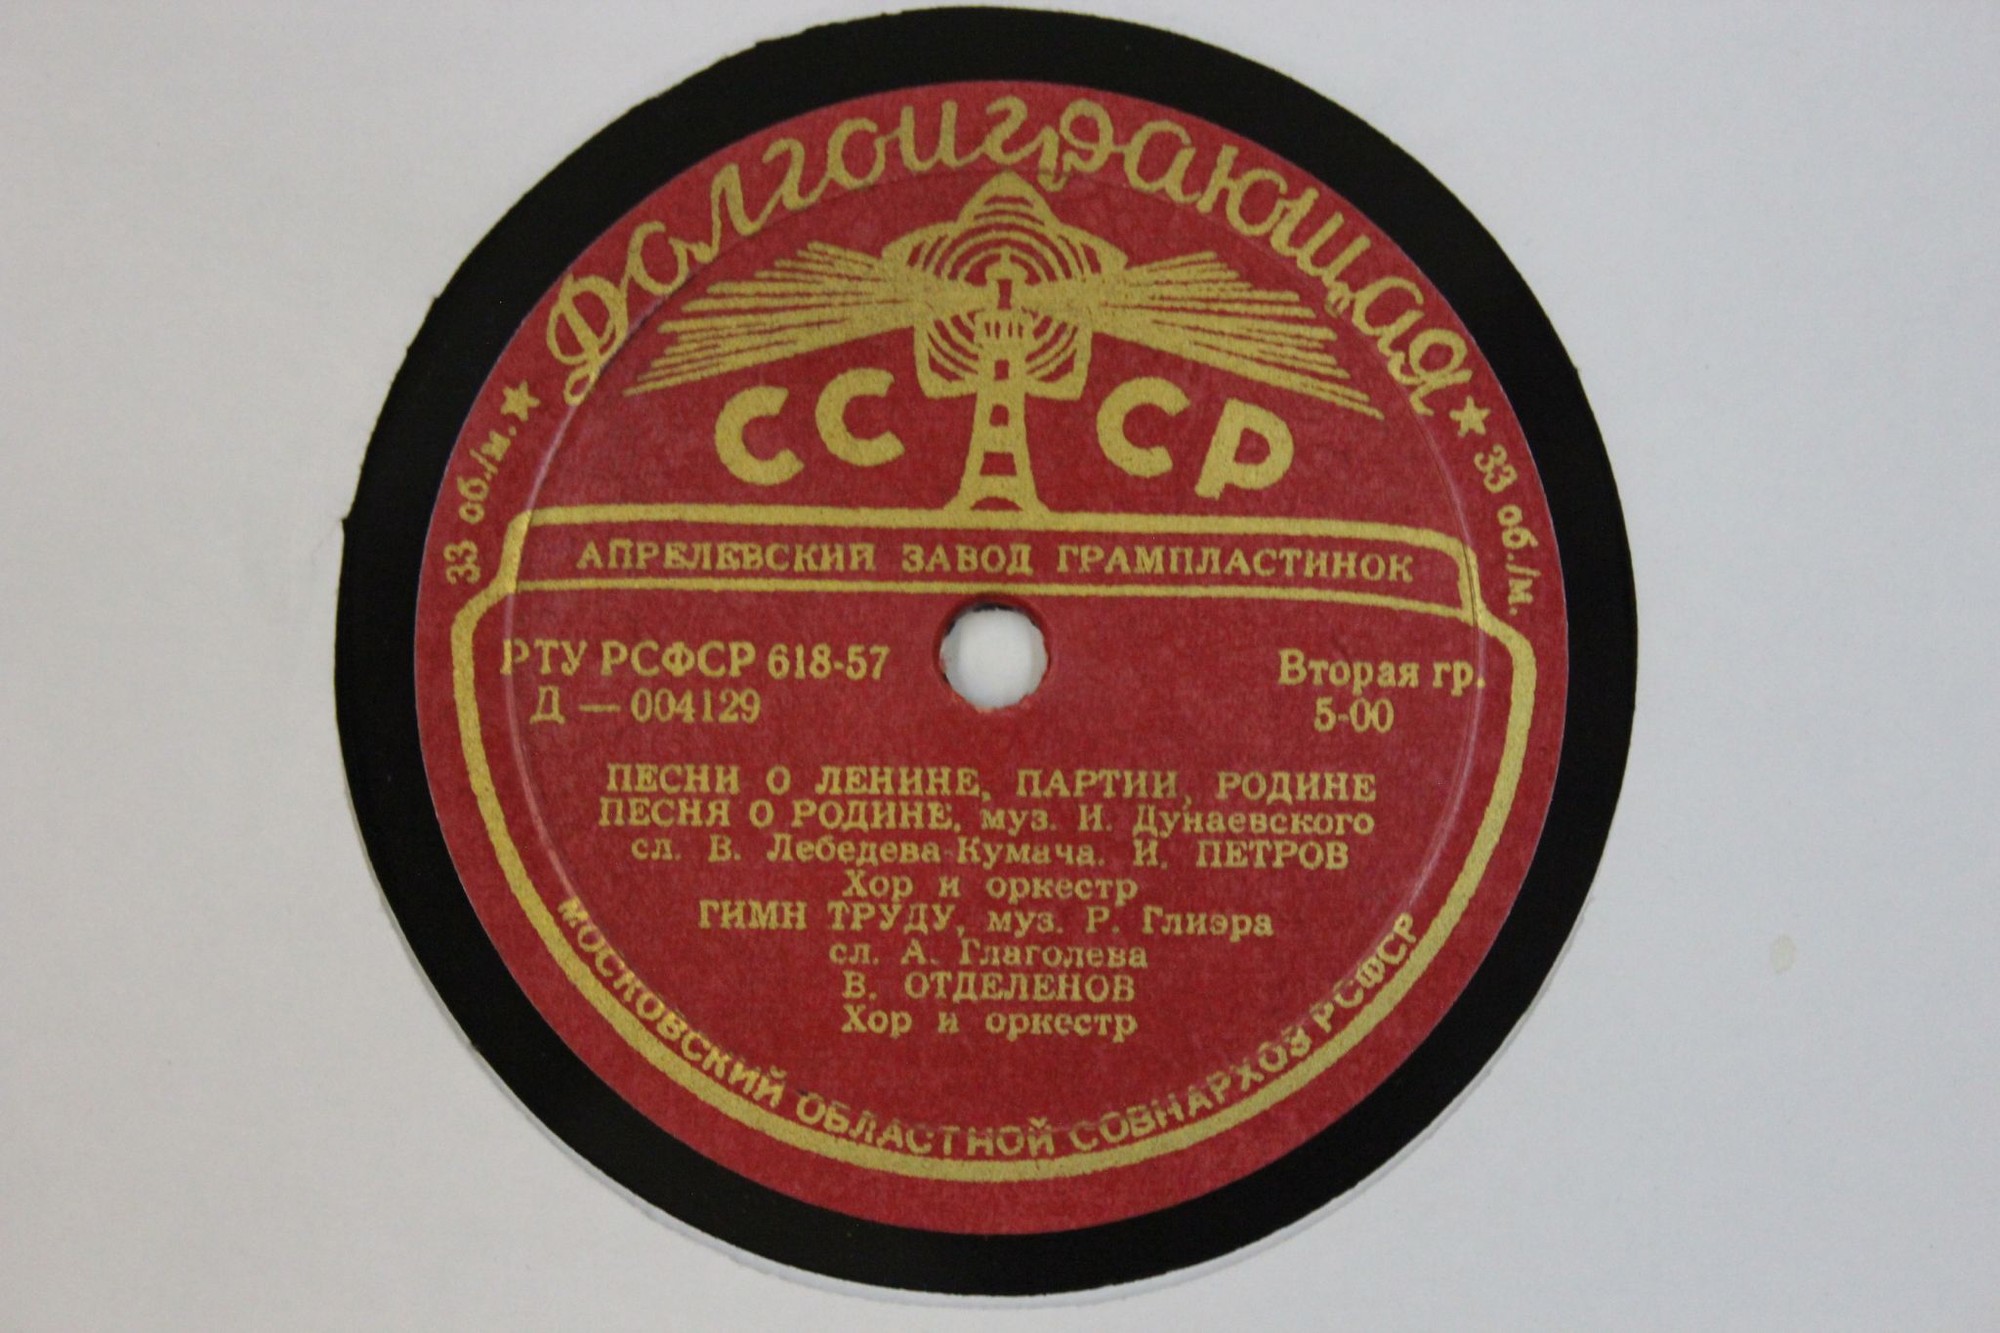 Долгоиграющая
★ 33 об./м.
33 об./м. ★
СССР
АПРЕЛЕВСКИЙ ЗАВОД ГРАМПЛАСТИНОК
РТУ РСФСР 618-57
Д — 004129
Вторая гр.
5-00
ПЕСНИ О ЛЕНИНЕ, ПАРТИИ, РОДИНЕ
ПЕСНЯ О РОДИНЕ, муз. И. Дунаевского
сл. В. Лебедева-Кумача. И. ПЕТРОВ
Хор и оркестр
ГИМН ТРУДУ, муз. Р. Глиэра
сл. А. Глаголева
В. ОТДЕЛЕНОВ
Хор и оркестр
МОСКОВСКИЙ ОБЛАСТНОЙ СОВНАРХОЗ РСФСР